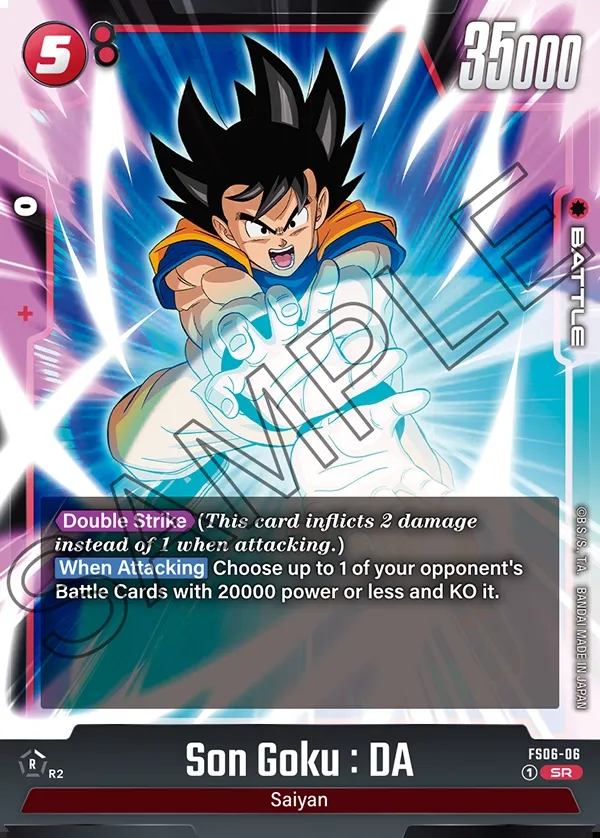 5
35000
0
+
BATTLE
SAMPLE
Double Strike (This card inflicts 2 damage
instead of 1 when attacking.)
When Attacking Choose up to 1 of your opponent's
Battle Cards with 20000 power or less and KO it.
©B.S./S., T.A. BANDAI MADE IN JAPAN
R
R2
Son Goku : DA
FS06-06
1 SR
Saiyan